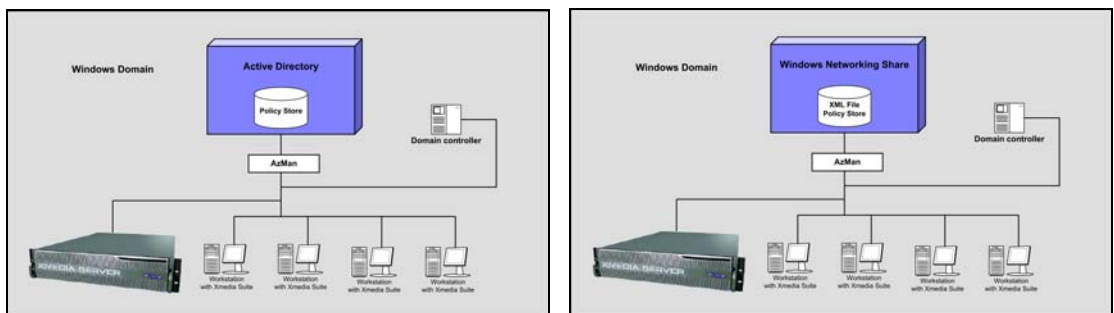 Windows Domain
Active Directory
Policy Store
Domain controller
AzMan
XMEDIA SERVER
Workstation
with Xmedia Suite
Workstation
with Xmedia Suite
Workstation
with Xmedia Suite
Workstation
with Xmedia Suite
Windows Domain
Windows Networking Share
XML File
Policy Store
Domain controller
AzMan
XMEDIA SERVER
Workstation
with Xmedia Suite
Workstation
with Xmedia Suite
Workstation
with Xmedia Suite
Workstation
with Xmedia Suite